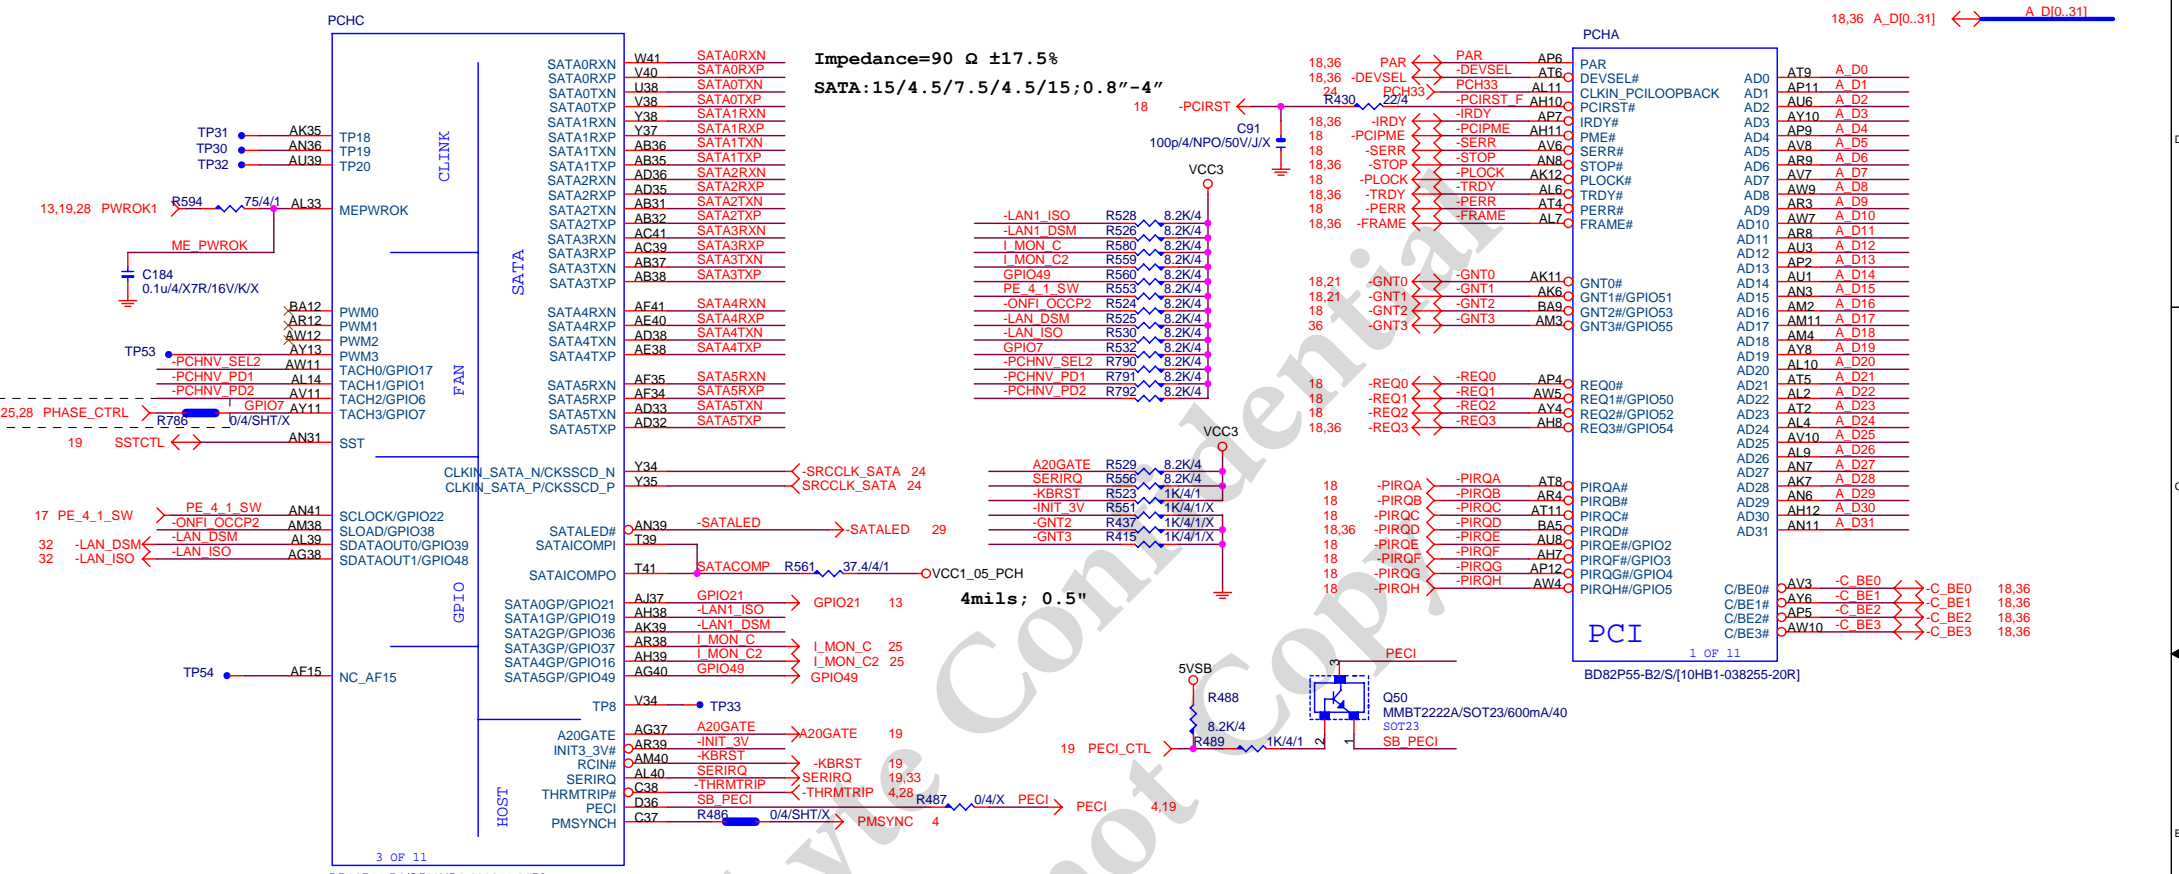 PCHC
SATA0RXN W41 SATA0RXN
SATA0RXP V40 SATA0RXP
SATA0TXN U38 SATA0TXN
SATA0TXP V38 SATA0TXP
SATA1RXN Y38 SATA1RXN
SATA1RXP Y37 SATA1RXP
SATA1TXN AB36 SATA1TXN
SATA1TXP AB35 SATA1TXP
SATA2RXN AD36 SATA2RXN
SATA2RXP AD35 SATA2RXP
SATA2TXN AB31 SATA2TXN
SATA2TXP AB32 SATA2TXP
SATA3RXN AC41 SATA3RXN
SATA3RXP AC39 SATA3RXP
SATA3TXN AB37 SATA3TXN
SATA3TXP AB38 SATA3TXP
SATA4RXN AF41 SATA4RXN
SATA4RXP AE40 SATA4RXP
SATA4TXN AD38 SATA4TXN
SATA4TXP AE38 SATA4TXP
SATA5RXN AF35 SATA5RXN
SATA5RXP AF34 SATA5RXP
SATA5TXN AD33 SATA5TXN
SATA5TXP AD32 SATA5TXP
CLKIN_SATA_N/CKSSCD_N Y34 -SRCCLK_SATA 24
CLKIN_SATA_P/CKSSCD_P Y35 SRCCLK_SATA 24
SATALED# AN39 -SATALED -SATALED 29
SATAICOMPI T39
SATAICOMPO T41 SATACOMP R561 37.4/4/1 VCC1_05_PCH
4mils; 0.5"
SATA0GP/GPIO21 AJ37 GPIO21 GPIO21 13
SATA1GP/GPIO19 AH38 -LAN1_ISO
SATA2GP/GPIO36 AK39 -LAN1_DSM
SATA3GP/GPIO37 AR38 I_MON_C I_MON_C 25
SATA4GP/GPIO16 AH39 I_MON_C2 I_MON_C2 25
SATA5GP/GPIO49 AG40 GPIO49 GPIO49
TP8 V34 TP33
A20GATE AG37 A20GATE A20GATE 19
INIT3_3V# AR39 -INIT_3V
RCIN# AM40 -KBRST -KBRST 19
SERIRQ AL40 SERIRQ SERIRQ 19,33
THRMTRIP# C38 -THRMTRIP -THRMTRIP 4,28
PECI D36 SB_PECI R487 0/4/X PECI PECI 4,19
PMSYNCH C37 R486 0/4/SHT/X PMSYNC 4
TP31 AK35 TP18
TP30 AN36 TP19
TP32 AU39 TP20
13,19,28 PWROK1 R594 75/4/1 AL33 MEPWROK
ME_PWROK
C184
0.1u/4/X7R/16V/K/X
BA12 PWM0
AR12 PWM1
AW12 PWM2
TP53 AY13 PWM3
-PCHNV_SEL2 AW11 TACH0/GPIO17
-PCHNV_PD1 AL14 TACH1/GPIO1
-PCHNV_PD2 AV11 TACH2/GPIO6
25,28 PHASE_CTRL R786 0/4/SHT/X GPIO7 AY11 TACH3/GPIO7
19 SSTCTL AN31 SST
17 PE_4_1_SW PE_4_1_SW AN41 SCLOCK/GPIO22
-ONFI_OCCP2 AM38 SLOAD/GPIO38
32 -LAN_DSM -LAN_DSM AL39 SDATAOUT0/GPIO39
32 -LAN_ISO -LAN_ISO AG38 SDATAOUT1/GPIO48
TP54 AF15 NC_AF15
CLINK
SATA
FAN
GPIO
HOST
3 OF 11
Impedance=90 Ω ±17.5%
SATA:15/4.5/7.5/4.5/15;0.8"-4"
VCC3
-LAN1_ISO R528 8.2K/4
-LAN1_DSM R526 8.2K/4
I_MON_C R580 8.2K/4
I_MON_C2 R559 8.2K/4
GPIO49 R560 8.2K/4
PE_4_1_SW R553 8.2K/4
-ONFI_OCCP2 R524 8.2K/4
-LAN_DSM R525 8.2K/4
-LAN_ISO R530 8.2K/4
GPIO7 R532 8.2K/4
-PCHNV_SEL2 R790 8.2K/4
-PCHNV_PD1 R791 8.2K/4
-PCHNV_PD2 R792 8.2K/4
VCC3
A20GATE R529 8.2K/4
SERIRQ R556 8.2K/4
-KBRST R523 1K/4/1
-INIT_3V R551 1K/4/1/X
-GNT2 R437 1K/4/1/X
-GNT3 R415 1K/4/1/X
5VSB
R488
8.2K/4
19 PECI_CTL R489 1K/4/1
PECI
3
2
1
Q50
MMBT2222A/SOT23/600mA/40
SOT23
SB_PECI
18,36 A_D[0..31] A_D[0..31]
PCHA
18,36 PAR PAR AP6 PAR
18,36 -DEVSEL -DEVSEL AT6 DEVSEL#
24 PCH33 PCH33 AL11 CLKIN_PCILOOPBACK
18 -PCIRST R430 22/4 -PCIRST_F AH10 PCIRST#
C91
100p/4/NPO/50V/J/X
18,36 -IRDY -IRDY AP7 IRDY#
18 -PCIPME -PCIPME AH11 PME#
18 -SERR -SERR AV6 SERR#
18,36 -STOP -STOP AN8 STOP#
18 -PLOCK -PLOCK AK12 PLOCK#
18,36 -TRDY -TRDY AL6 TRDY#
18 -PERR -PERR AT4 PERR#
18,36 -FRAME -FRAME AL7 FRAME#
18,21 -GNT0 -GNT0 AK11 GNT0#
18,21 -GNT1 -GNT1 AK6 GNT1#/GPIO51
18 -GNT2 -GNT2 BA9 GNT2#/GPIO53
36 -GNT3 -GNT3 AM3 GNT3#/GPIO55
18 -REQ0 -REQ0 AP4 REQ0#
18 -REQ1 -REQ1 AW5 REQ1#/GPIO50
18 -REQ2 -REQ2 AY4 REQ2#/GPIO52
18,36 -REQ3 -REQ3 AH8 REQ3#/GPIO54
18 -PIRQA -PIRQA AT8 PIRQA#
18 -PIRQB -PIRQB AR4 PIRQB#
18 -PIRQC -PIRQC AT11 PIRQC#
18,36 -PIRQD -PIRQD BA5 PIRQD#
18 -PIRQE -PIRQE AU8 PIRQE#/GPIO2
18 -PIRQF -PIRQF AH7 PIRQF#/GPIO3
18 -PIRQG -PIRQG AP12 PIRQG#/GPIO4
18 -PIRQH -PIRQH AW4 PIRQH#/GPIO5
AD0 AT9 A_D0
AD1 AP11 A_D1
AD2 AU6 A_D2
AD3 AY10 A_D3
AD4 AP9 A_D4
AD5 AV8 A_D5
AD6 AR9 A_D6
AD7 AV7 A_D7
AD8 AW9 A_D8
AD9 AR3 A_D9
AD10 AW7 A_D10
AD11 AR8 A_D11
AD12 AU3 A_D12
AD13 AP2 A_D13
AD14 AU1 A_D14
AD15 AN3 A_D15
AD16 AM2 A_D16
AD17 AM11 A_D17
AD18 AM4 A_D18
AD19 AY8 A_D19
AD20 AL10 A_D20
AD21 AT5 A_D21
AD22 AL2 A_D22
AD23 AT2 A_D23
AD24 AL4 A_D24
AD25 AV10 A_D25
AD26 AL9 A_D26
AD27 AN7 A_D27
AD28 AK7 A_D28
AD29 AN6 A_D29
AD30 AH12 A_D30
AD31 AN11 A_D31
C/BE0# AV3 -C_BE0 -C_BE0 18,36
C/BE1# AY6 -C_BE1 -C_BE1 18,36
C/BE2# AP5 -C_BE2 -C_BE2 18,36
C/BE3# AW10 -C_BE3 -C_BE3 18,36
PCI
1 OF 11
BD82P55-B2/S/[10HB1-038255-20R]
yte Confidential
not Copy